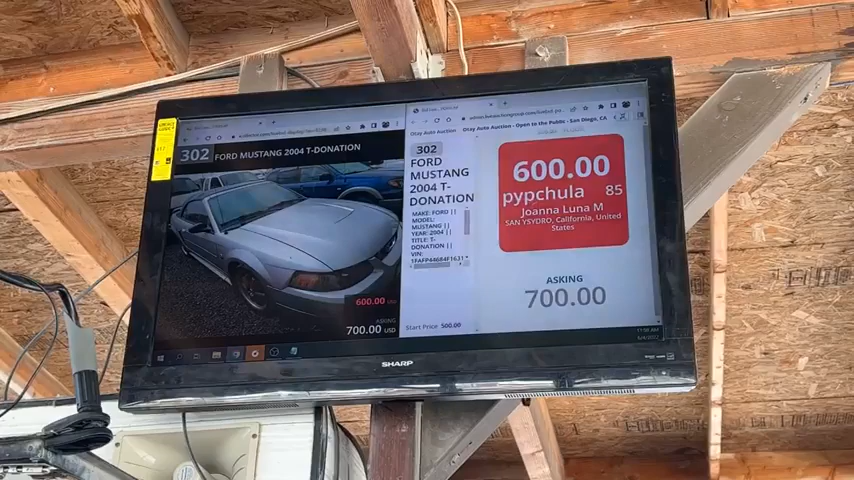 302 FORD MUSTANG 2004 T-DONATION
600.00
ASKING
700.00 USD
Otay Auto Auction
302
FORD
MUSTANG
2004 T-
DONATION
MAKE: FORD ||
MODEL:
MUSTANG ||
YEAR: 2004 ||
TITLE: T-
DONATION ||
VIN:
Start Price 500.00
Otay Auto Auction - Open to the Public - San Diego, CA
600.00
pypchula 85
Joanna Luna M
SAN YSYDRO, California, United
States
ASKING
700.00
SHARP